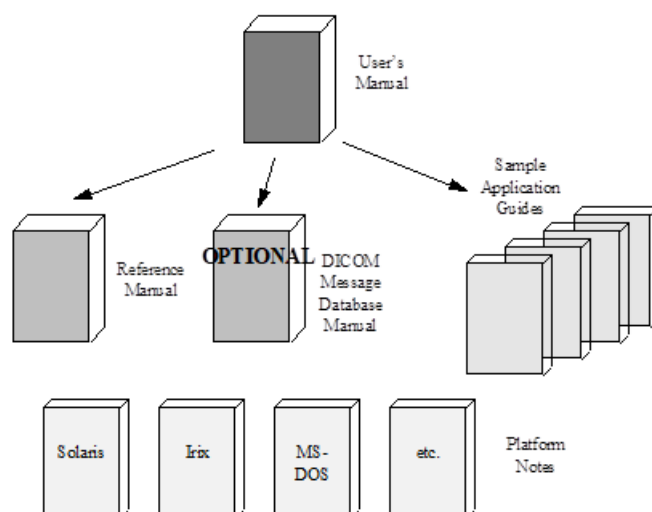 User's
Manual
Sample
Application
Guides
Reference
Manual
OPTIONAL
DICOM
Message
Database
Manual
Solaris
Irix
MS-
DOS
etc.
Platform
Notes